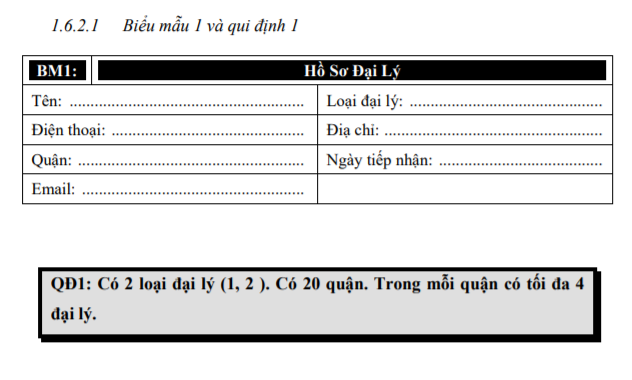 1.6.2.1 Biểu mẫu 1 và qui định 1
BM1: Hồ Sơ Đại Lý
Tên: ..................................................... Loại đại lý: ............................................
Điện thoại: ............................................ Địa chỉ: .................................................
Quận: ................................................... Ngày tiếp nhận: .....................................
Email: ..................................................
QĐ1: Có 2 loại đại lý (1, 2 ). Có 20 quận. Trong mỗi quận có tối đa 4
đại lý.